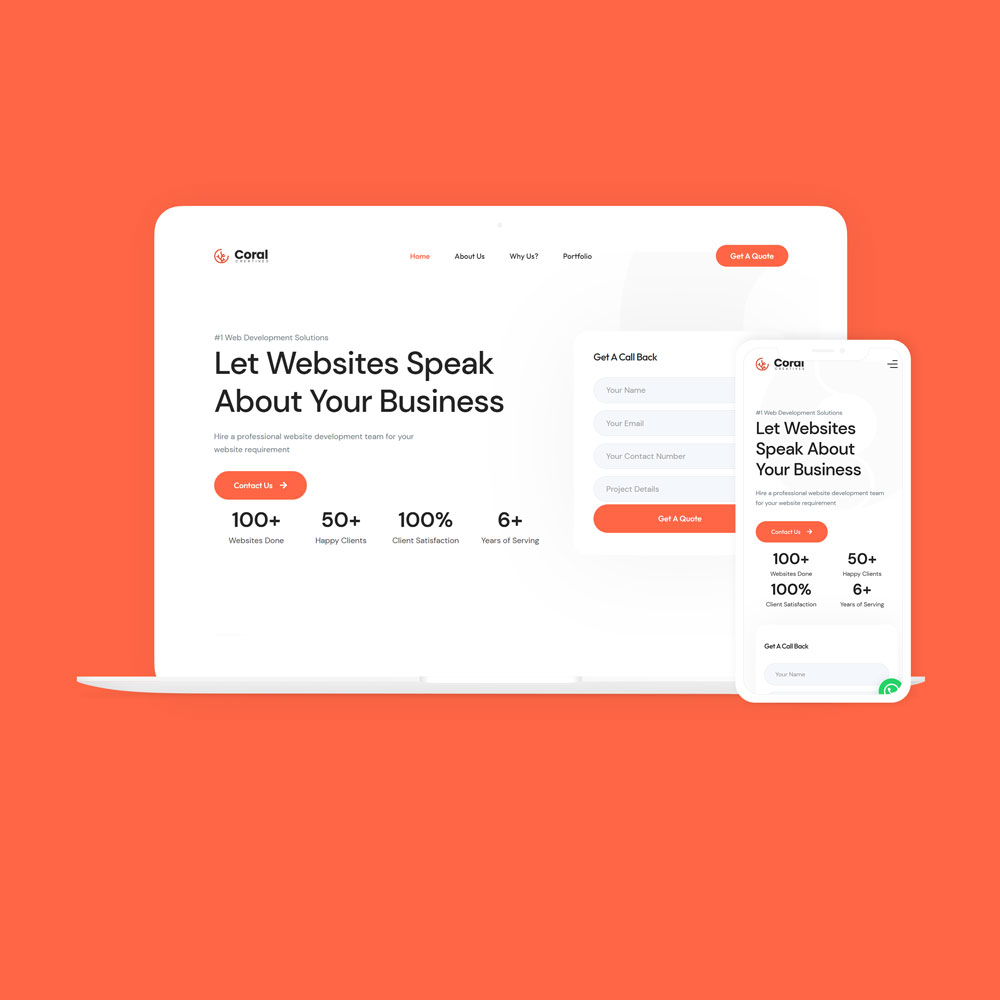 Coral
CREATIVES
Home
About Us
Why Us?
Portfolio
Get A Quote
#1 Web Development Solutions
Let Websites Speak
About Your Business
Hire a professional website development team for your
website requirement
Contact Us
100+
50+
100%
6+
Websites Done
Happy Clients
Client Satisfaction
Years of Serving
Get A Call Back
Your Name
Your Email
Your Contact Number
Project Details
Get A Quote
Coral
CREATIVES
#1 Web Development Solutions
Let Websites
Speak About
Your Business
Hire a professional website development team
for your website requirement
Contact Us
100+
50+
Websites Done
Happy Clients
100%
6+
Client Satisfaction
Years of Serving
Get A Call Back
Your Name